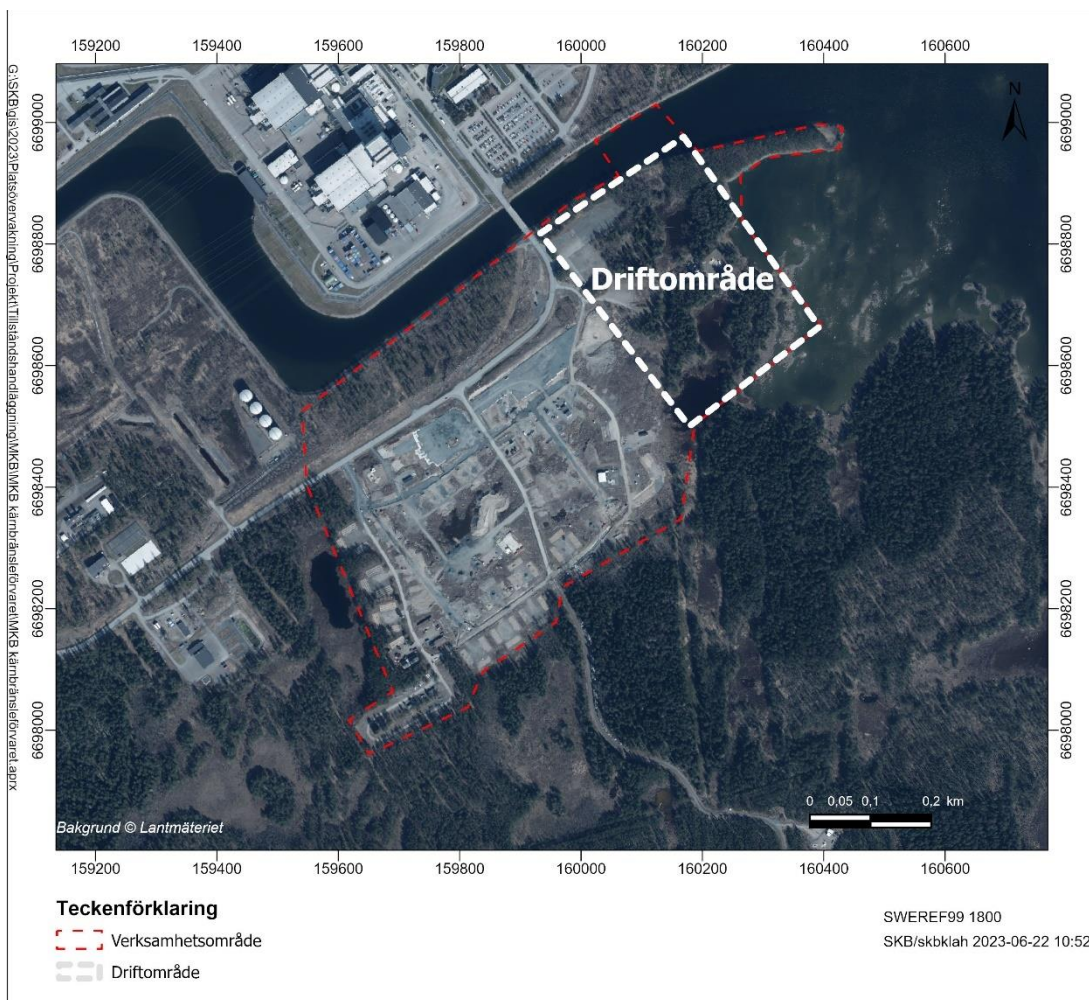 159200 159400 159600 159800 160000 160200 160400 160600
G:\SKB\gis\2023\Platsövervakning\Projekt\Tillståndshandläggning\MKB\MKB kärnbränsleförvaret\MKB kärnbränsleförvaret.aprx
6699000
6698800
6698600
6698400
6698200
6698000
N
Driftområde
6699000
6698800
6698600
6698400
6698200
6698000
0 0,05 0,1 0,2 km
Bakgrund © Lantmäteriet
159200 159400 159600 159800 160000 160200 160400 160600
Teckenförklaring
Verksamhetsområde
Driftområde
SWEREF99 1800
SKB/skbklah 2023-06-22 10:52